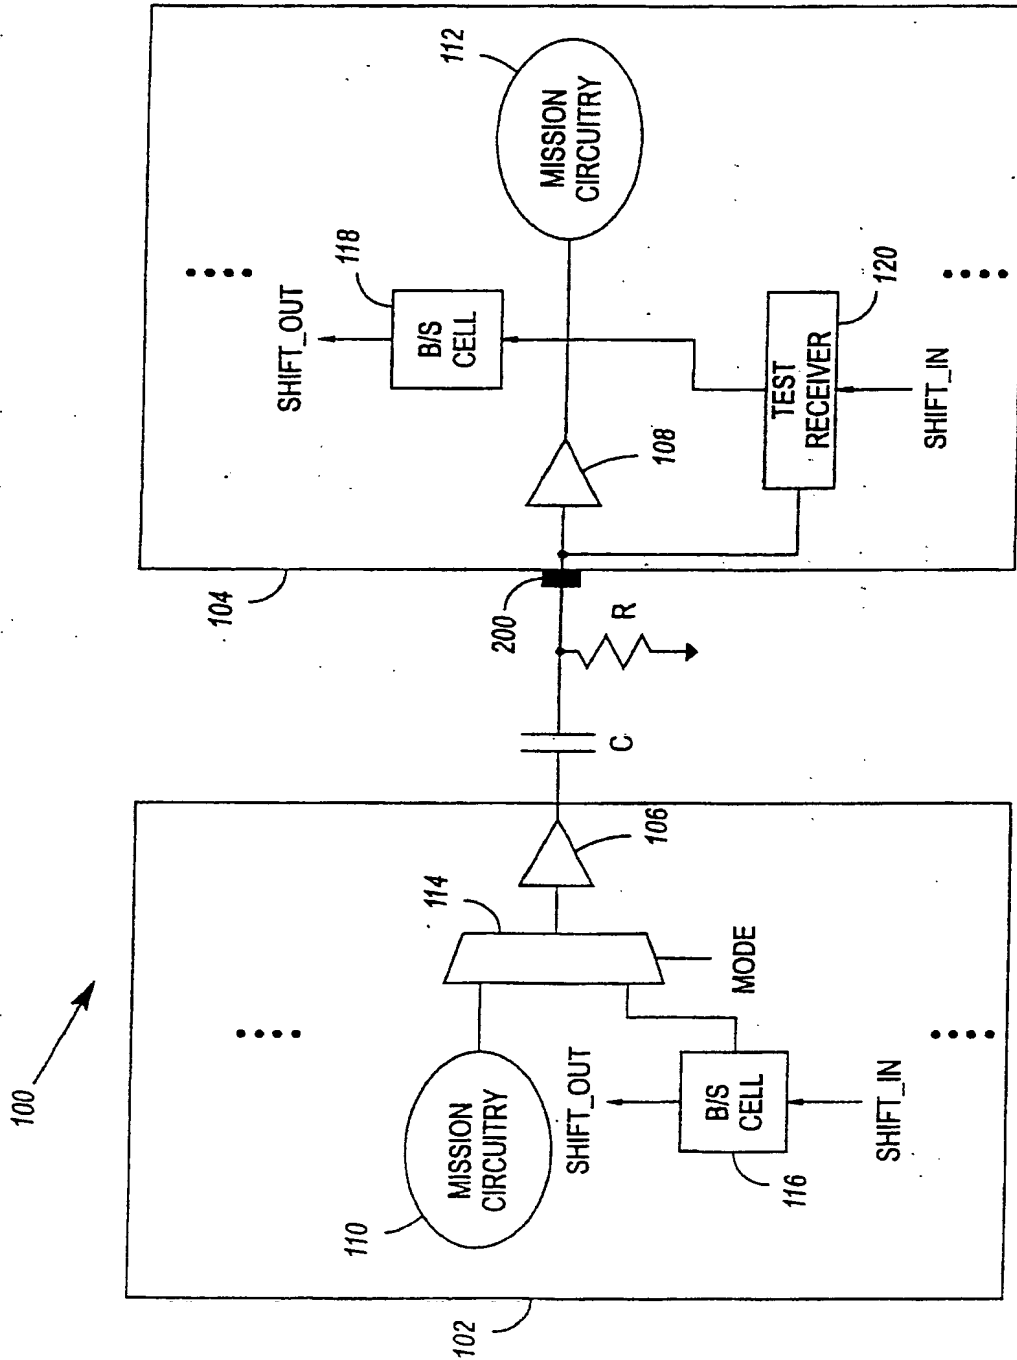 100
102
110
MISSION
CIRCUITRY
114
106
MODE
SHIFT_OUT
B/S
CELL
116
SHIFT_IN
C
R
200
104
108
112
MISSION
CIRCUITRY
SHIFT_OUT
118
B/S
CELL
120
TEST
RECEIVER
SHIFT_IN